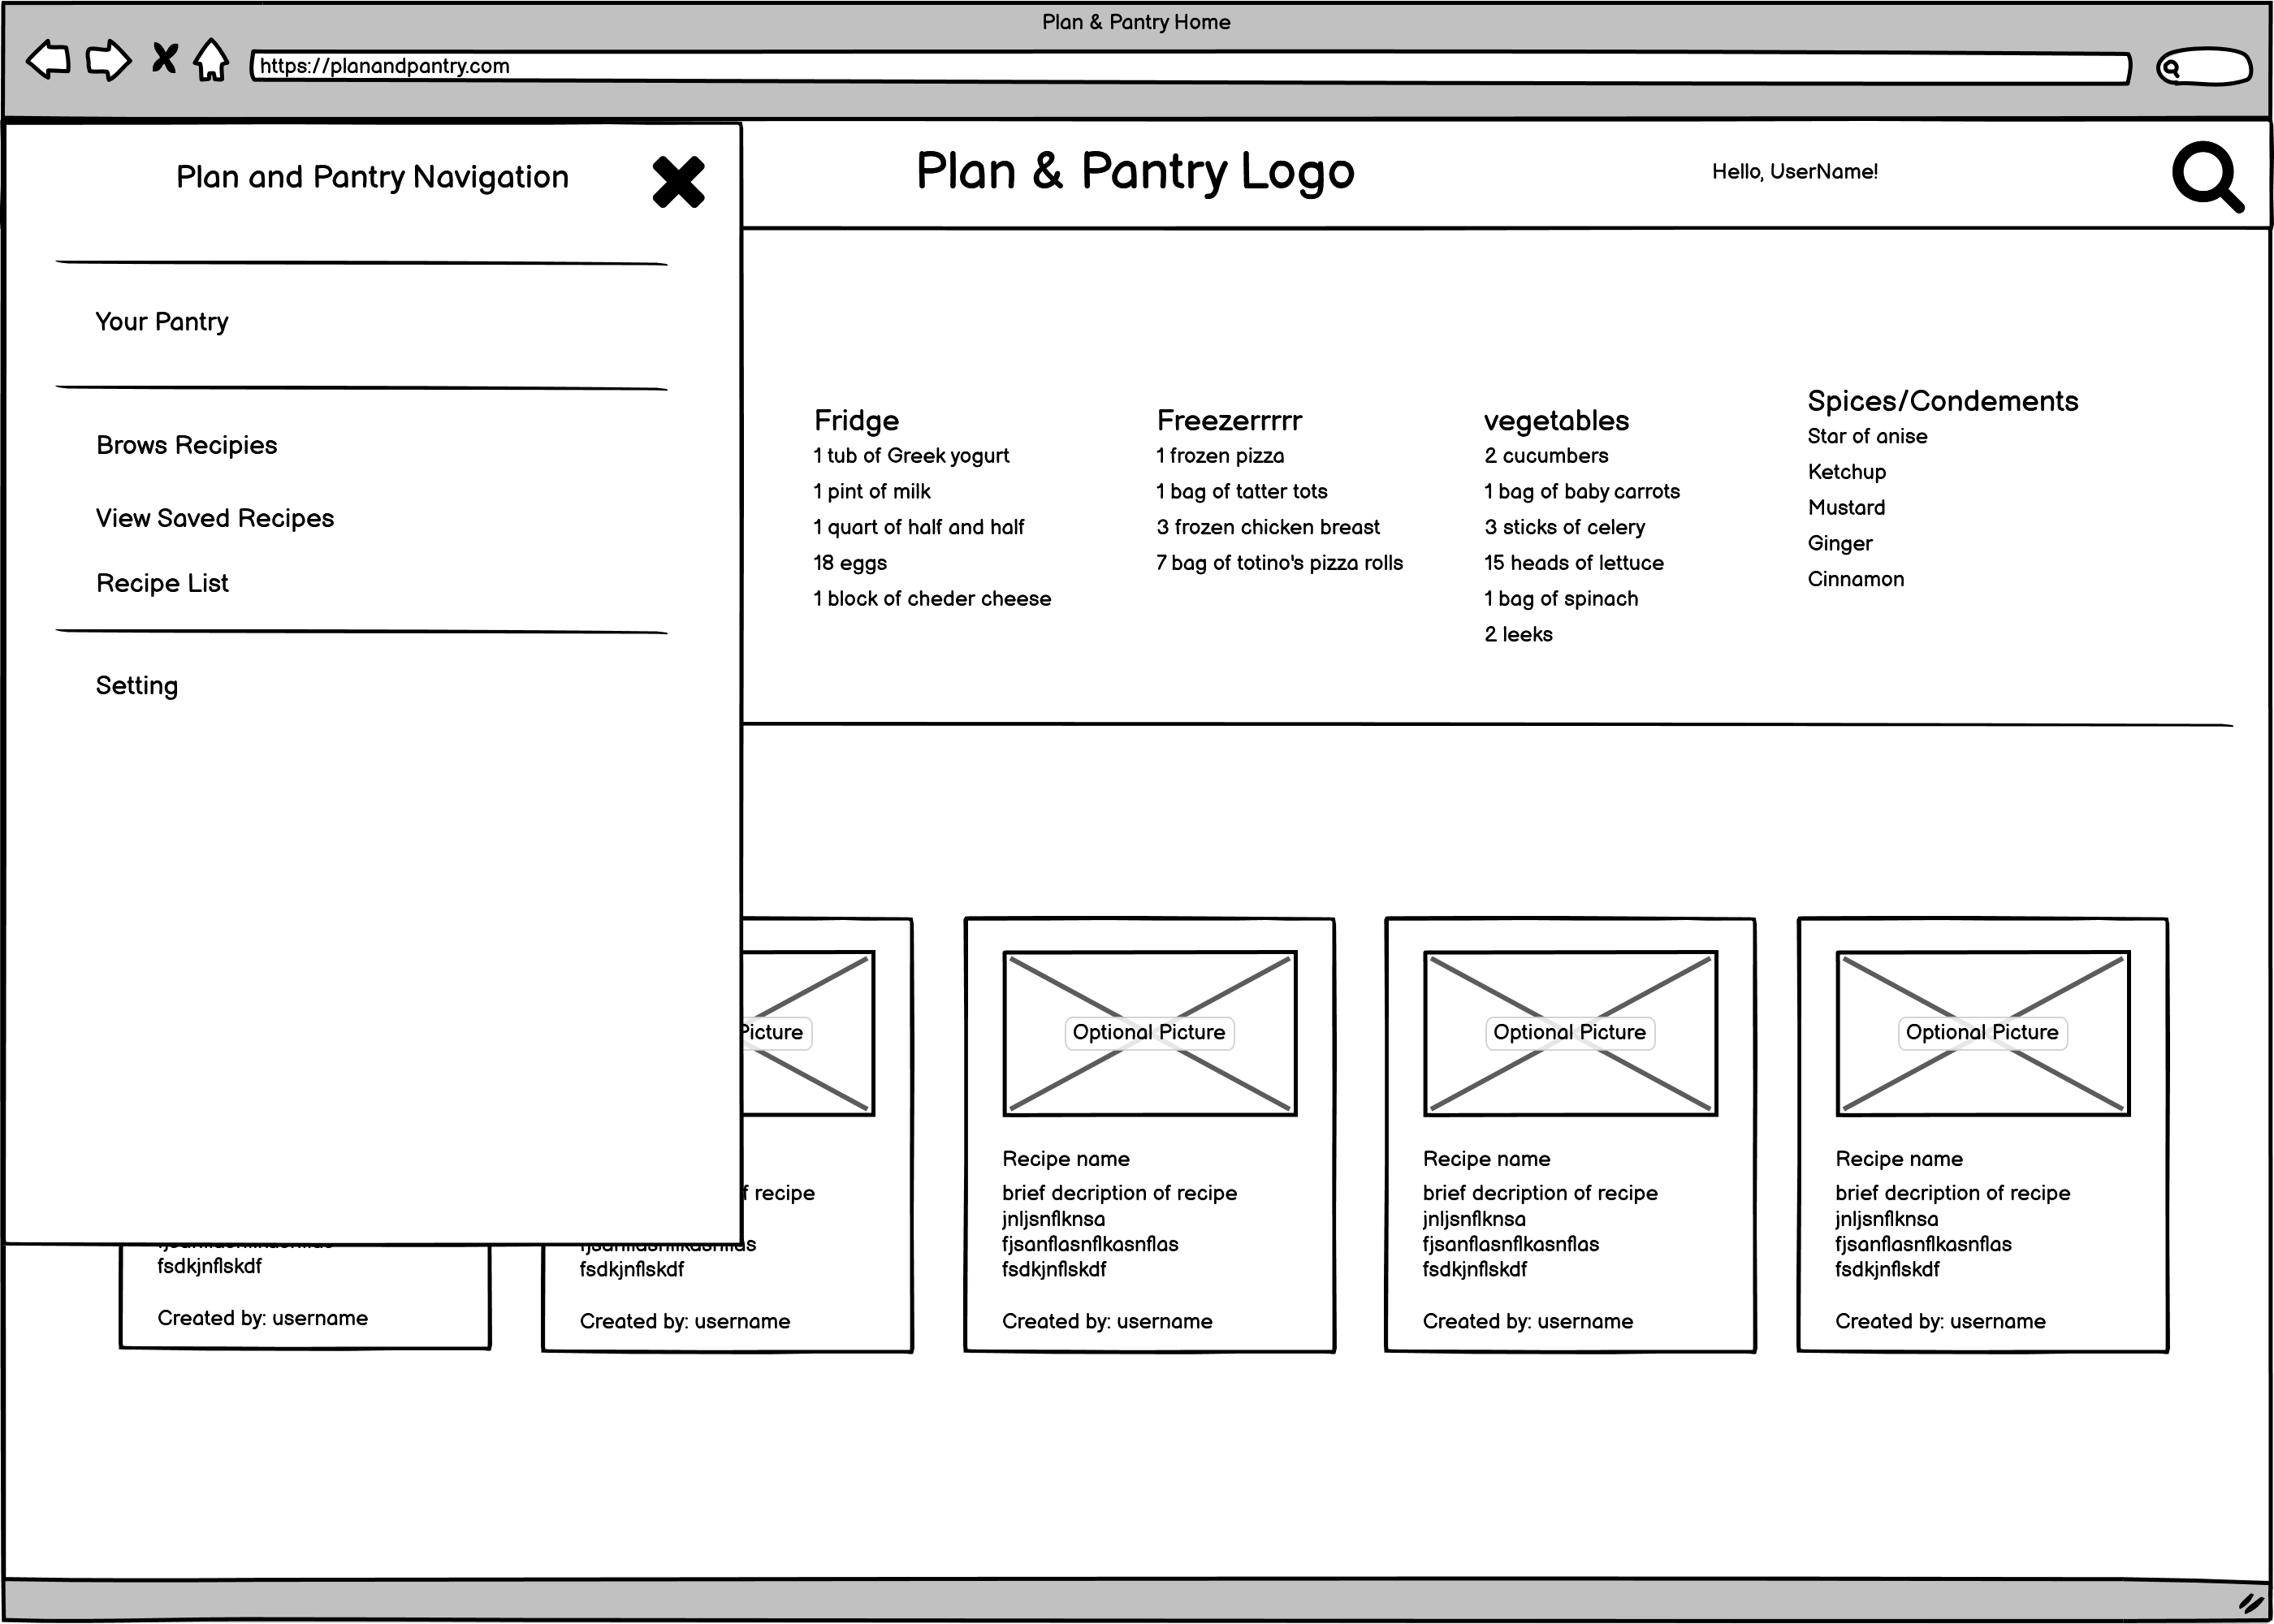 Plan & Pantry Home
https://planandpantry.com
Plan and Pantry Navigation
Plan & Pantry Logo
Hello, UserName!
Your Pantry
Brows Recipies
View Saved Recipes
Recipe List
Setting
Fridge
1 tub of Greek yogurt
1 pint of milk
1 quart of half and half
18 eggs
1 block of cheder cheese
Freezerrrrr
1 frozen pizza
1 bag of tatter tots
3 frozen chicken breast
7 bag of totino's pizza rolls
vegetables
2 cucumbers
1 bag of baby carrots
3 sticks of celery
15 heads of lettuce
1 bag of spinach
2 leeks
Spices/Condements
Star of anise
Ketchup
Mustard
Ginger
Cinnamon
fsdkjnflskdf
Created by: username
Picture
f recipe
fsdkjnflskdf
Created by: username
Optional Picture
Recipe name
brief decription of recipe
jnljsnflknsa
fjsanflasnflkasnflas
fsdkjnflskdf
Created by: username
Optional Picture
Recipe name
brief decription of recipe
jnljsnflknsa
fjsanflasnflkasnflas
fsdkjnflskdf
Created by: username
Optional Picture
Recipe name
brief decription of recipe
jnljsnflknsa
fjsanflasnflkasnflas
fsdkjnflskdf
Created by: username